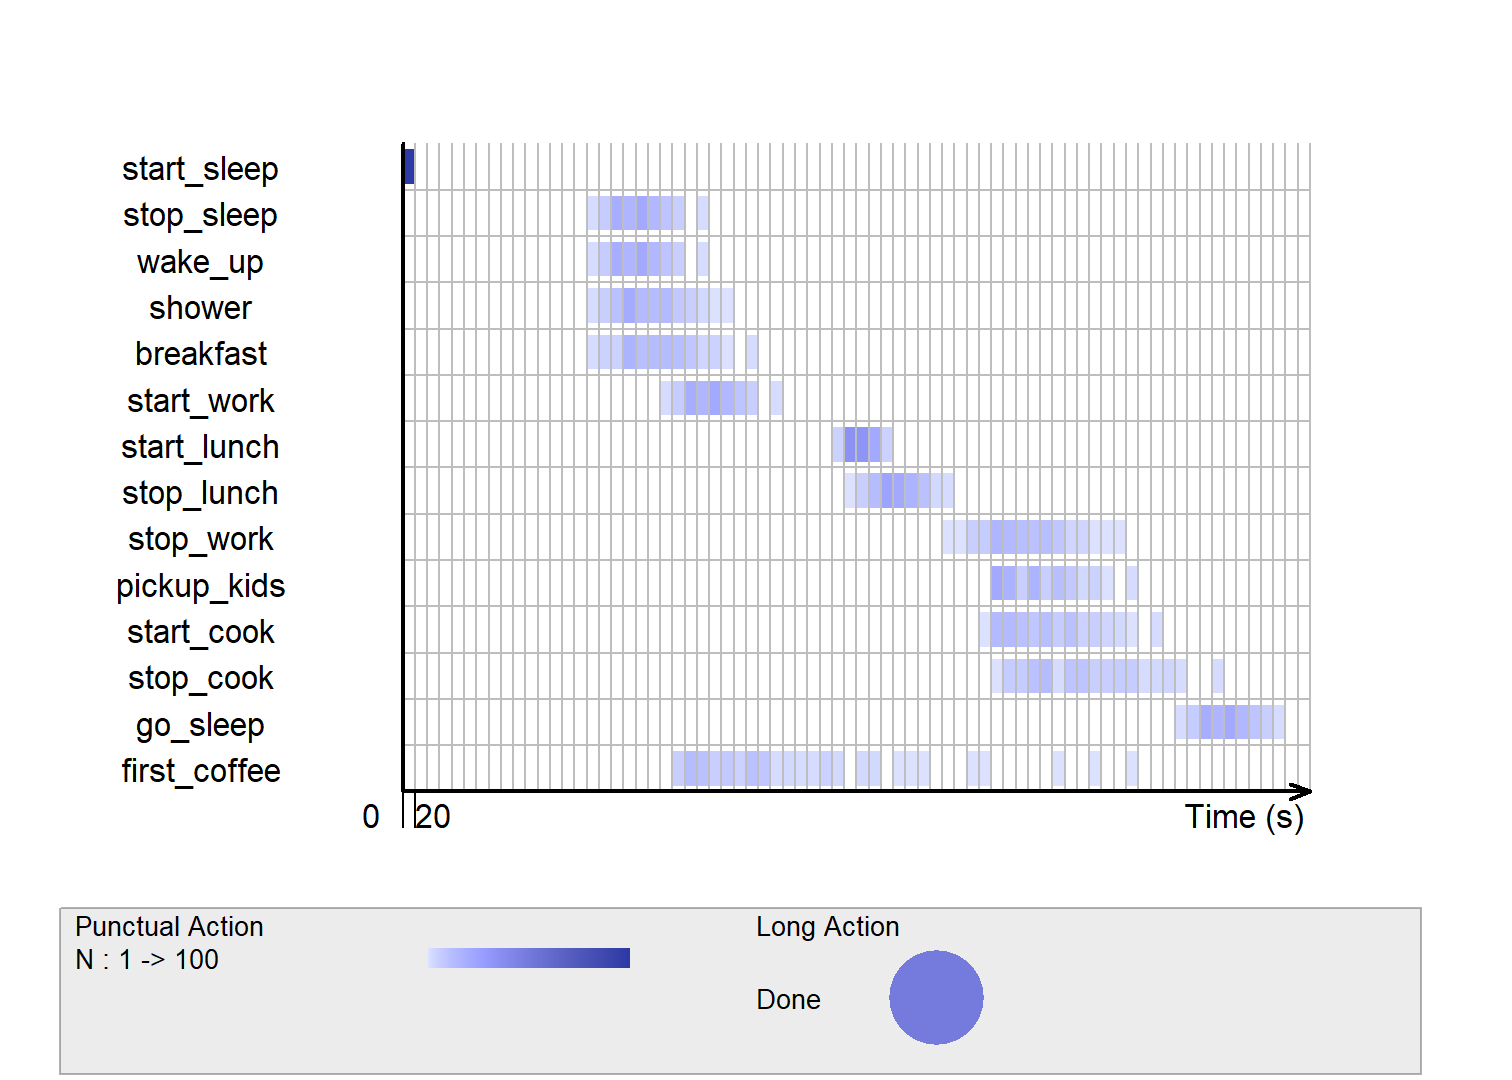 start_sleep
stop_sleep
wake_up
shower
breakfast
start_work
start_lunch
stop_lunch
stop_work
pickup_kids
start_cook
stop_cook
go_sleep
first_coffee
0 20 Time (s)
Punctual Action
N : 1 -> 100
Long Action
Done